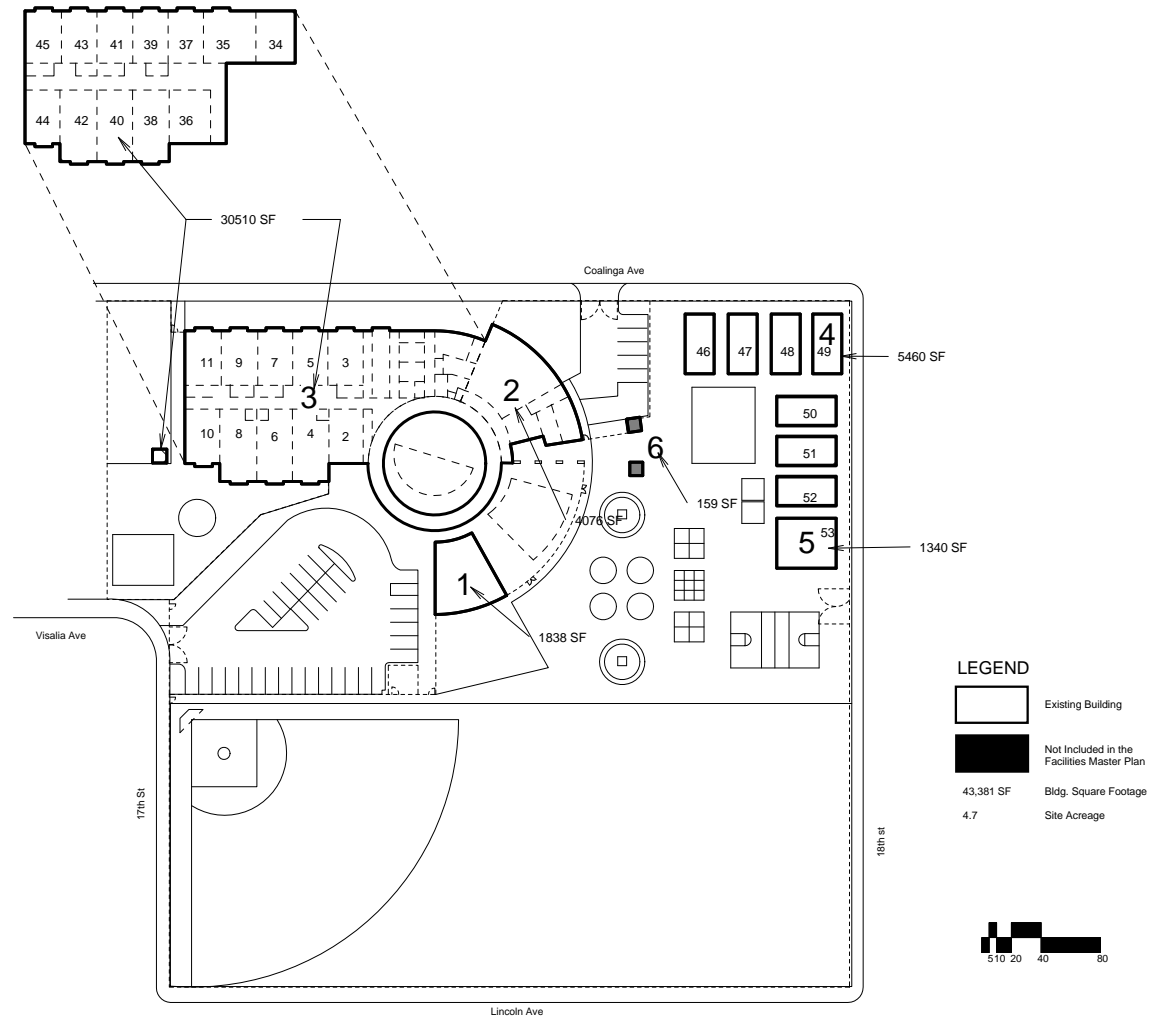 45 43 41 39 37 35 34
44 42 40 38 36
30510 SF
Coalinga Ave
11 9 7 5 3
3
10 8 6 4 2
2
46 47 48 49
4
5460 SF
50
51
52
53
5
1340 SF
6
159 SF
4076 SF
1
1838 SF
Visalia Ave
17th St
18th st
Lincoln Ave
LEGEND
Existing Building
Not Included in the
Facilities Master Plan
43,381 SF Bldg. Square Footage
4.7 Site Acreage
5 10 20 40 80